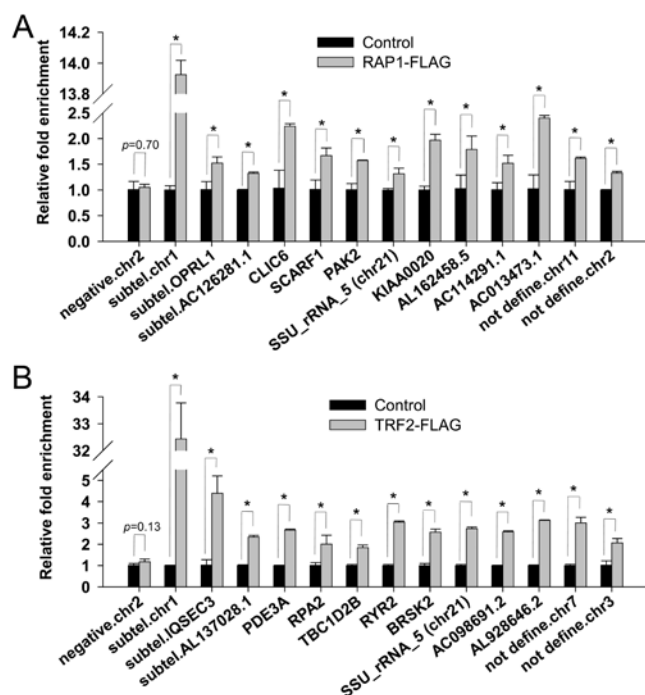 A
Relative fold enrichment
14.2
14.0
13.8
2.5
2.0
1.5
1.0
0.5
0.0
Control
RAP1-FLAG
p=0.70
*
*
*
*
*
*
*
*
*
*
*
*
*
negative.chr2
subtel.chr1
subtel.OPRL1
subtel.AC126281.1
CLIC6
SCARF1
PAK2
SSU_rRNA_5 (chr21)
KIAA0020
AL162458.5
AC114291.1
AC013473.1
not define.chr11
not define.chr2
B
Relative fold enrichment
34
33
32
5
4
3
2
1
0
Control
TRF2-FLAG
p=0.13
*
*
*
*
*
*
*
*
*
*
*
*
*
negative.chr2
subtel.chr1
subtel.IQSEC3
subtel.AL137028.1
PDE3A
RPA2
TBC1D2B
RYR2
BRSK2
SSU_rRNA_5 (chr21)
AC098691.2
AL928646.2
not define.chr7
not define.chr3